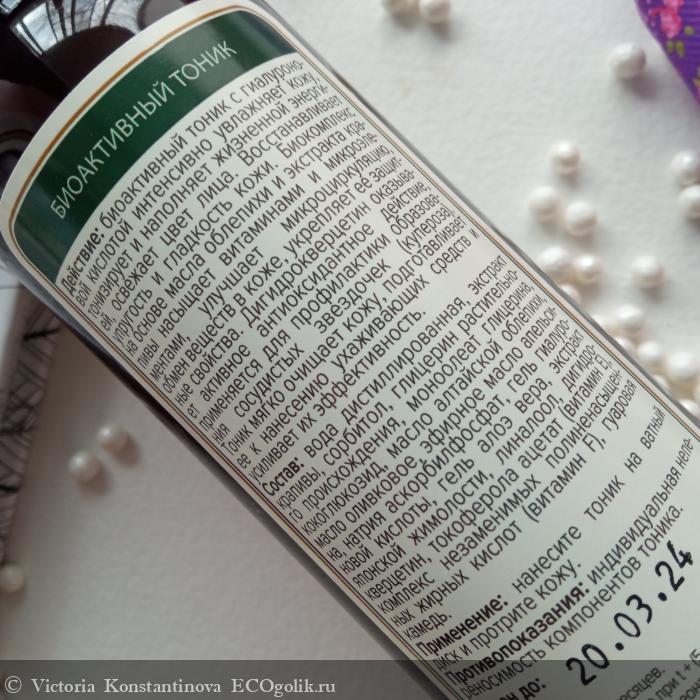 БИОАКТИВНЫЙ ТОНИК
Действие: биоактивный тоник с гиалуроно-
вой кислотой интенсивно увлажняет кожу,
тонизирует и наполняет жизненной энерги-
ей, освежает цвет лица. Восстанавливает
упругость и гладкость кожи. Биокомплекс
на основе масла облепихи и экстракта кра-
пивы насыщает витаминами и микроэле-
ментами, улучшает микроциркуляцию,
обмен веществ в коже, укрепляет её защит-
ные свойства. Дигидрокверцетин оказыва-
ет активное антиоксидантное действие,
применяется для профилактики образова-
ния сосудистых звездочек (купероза).
Тоник мягко очищает кожу, подготавливает
ее к нанесению ухаживающих средств и
усиливает их эффективность.
Состав: вода дистиллированная, экстракт
крапивы, сорбитол, глицерин растительно-
го происхождения, моноолеат глицерина,
кокоглюкозид, масло алтайской облепихи,
масло оливковое, эфирное масло апельси-
на, натрия аскорбилфосфат, гель гиалуро-
новой кислоты, гель алоэ вера, экстракт
японской жимолости, линалоол, дигидро-
кверцетин, токоферола ацетат (витамин Е),
комплекс незаменимых полиненасыщен-
ных жирных кислот (витамин F), гуаровая
камедь.
Применение: нанесите тоник на ватный
диск и протрите кожу.
Противопоказания: индивидуальная непе-
реносимость компонентов тоника.
до: 20.03.24
месяцев.
при t +
© Victoria Konstantinova ECOgolik.ru